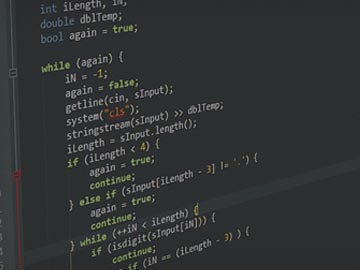 int iLength, iN;
double dblTemp;
bool again = true;
while (again) {
iN = -1;
again = false;
getline(cin, sInput);
system("cls");
stringstream(sInput) >> dblTemp;
iLength = sInput.length();
if (iLength < 4) {
again = true;
continue;
} else if (sInput[iLength - 3] != '.') {
again = true;
continue;
} while (++iN < iLength) {
if (isdigit(sInput[iN])) {
continue;
if (iN == (iLength - 3) ) {